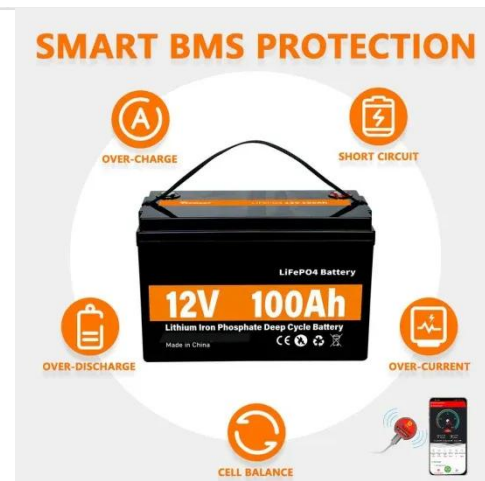 SMART BMS PROTECTION
OVER-CHARGE
SHORT CIRCUIT
LiFePO4 Battery
12V 100Ah
Lithium Iron Phosphate Deep Cycle Battery
Made in China
CE
OVER-DISCHARGE
OVER-CURRENT
CELL BALANCE